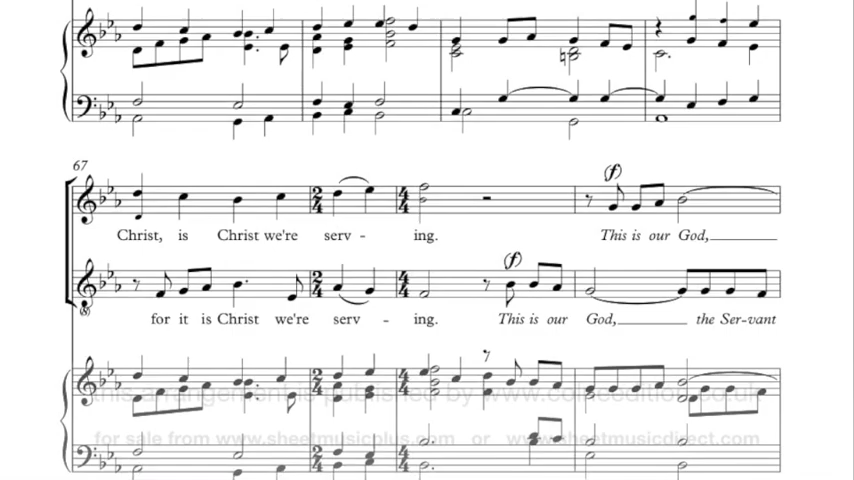 67
(f)
Christ, is Christ we're serv - ing. This is our God,
(f)
for it is Christ we're serv - ing. This is our God, the Ser-vant
this arrangement is published by www.coloredition.co.uk
for sale from www.sheetmusicplus.com or www.sheetmusicdirect.com